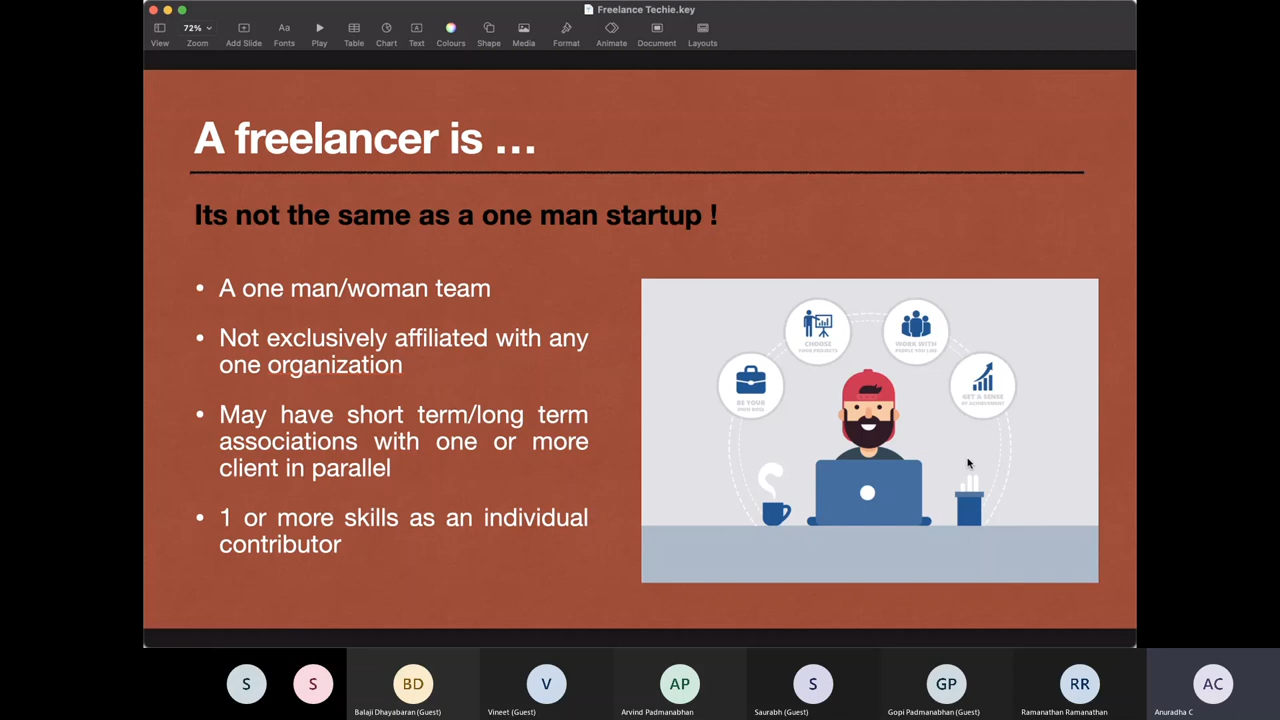 Freelance Techie.key
72%
View
Zoom
Add Slide
Fonts
Play
Table
Chart
Text
Colours
Shape
Media
Format
Animate
Document
Layouts
A freelancer is ...
Its not the same as a one man startup !
• A one man/woman team
• Not exclusively affiliated with any
one organization
• May have short term/long term
associations with one or more
client in parallel
• 1 or more skills as an individual
contributor
CHOOSE
YOUR PROJECTS
WORK WITH
PEOPLE YOU LIKE
BE YOUR
OWN BOSS
GET A SENSE
OF ACHIEVEMENT
S
S
BD
V
AP
S
GP
RR
AC
Balaji Dhayabaran (Guest)
Vineet (Guest)
Arvind Padmanabhan
Saurabh (Guest)
Gopi Padmanabhan (Guest)
Ramanathan Ramanathan
Anuradha C